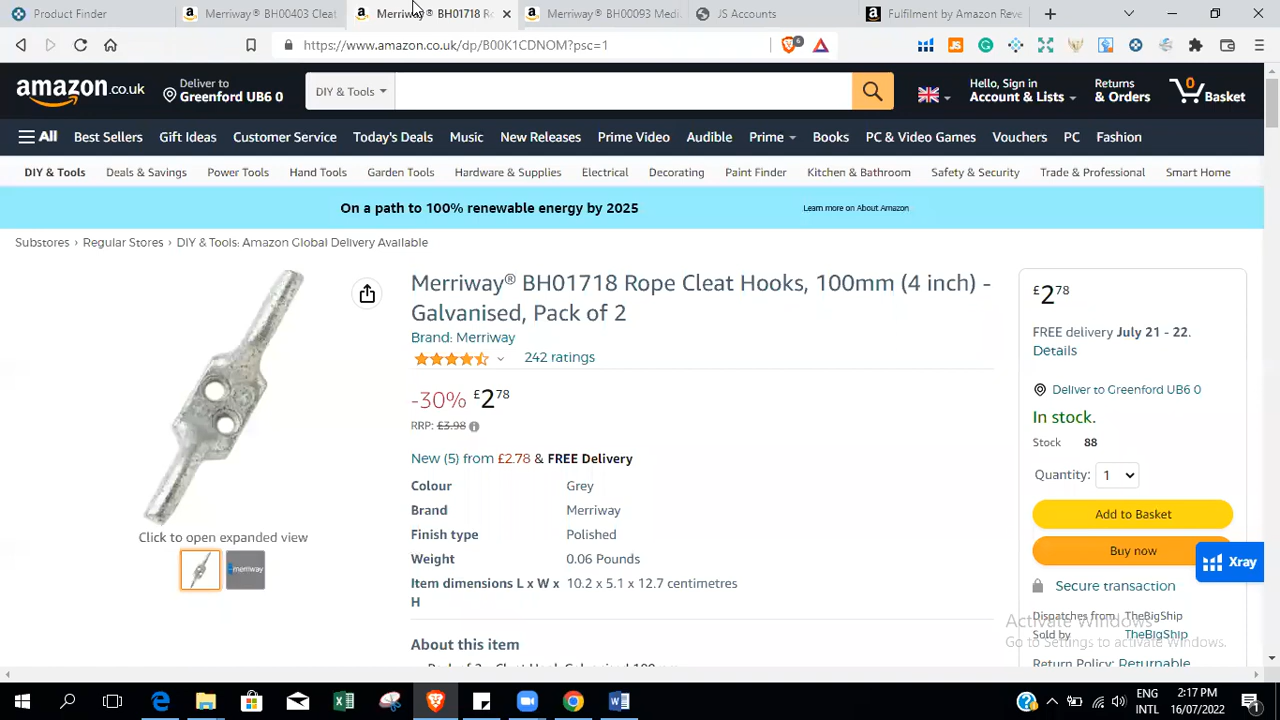 Product Finder
Merriway® BH00403 Cleat
Merriway® BH01718 Ro
Merriway® BH00093 Medi
JS Accounts
Fulfilment by Amazon Reve
https://www.amazon.co.uk/dp/B00K1CDNOM?psc=1
6
amazon.co.uk
Deliver to
Greenford UB6 0
DIY & Tools
Hello, Sign in
Account & Lists
Returns
& Orders
0
Basket
All
Best Sellers
Gift Ideas
Customer Service
Today's Deals
Music
New Releases
Prime Video
Audible
Prime
Books
PC & Video Games
Vouchers
PC
Fashion
DIY & Tools
Deals & Savings
Power Tools
Hand Tools
Garden Tools
Hardware & Supplies
Electrical
Decorating
Paint Finder
Kitchen & Bathroom
Safety & Security
Trade & Professional
Smart Home
On a path to 100% renewable energy by 2025
Learn more on About Amazon
Substores › Regular Stores › DIY & Tools: Amazon Global Delivery Available
Merriway® BH01718 Rope Cleat Hooks, 100mm (4 inch) -
Galvanised, Pack of 2
Brand: Merriway
242 ratings
-30% £2 78
RRP: £3.98
New (5) from £2.78 & FREE Delivery
Colour Grey
Brand Merriway
Finish type Polished
Weight 0.06 Pounds
Item dimensions L x W x 10.2 x 5.1 x 12.7 centimetres
H
About this item
Pack of 2 - Cleat Hook Galvanised 100mm
Click to open expanded view
merriway
£2 78
FREE delivery July 21 - 22.
Details
Deliver to Greenford UB6 0
In stock.
Stock 88
Quantity: 1
Add to Basket
Buy now
Xray
Secure transaction
Dispatches from TheBigShip
Sold by TheBigShip
Return Policy: Returnable
Activate Windows
Go to Settings to activate Windows.
ENG
INTL
2:17 PM
16/07/2022
1